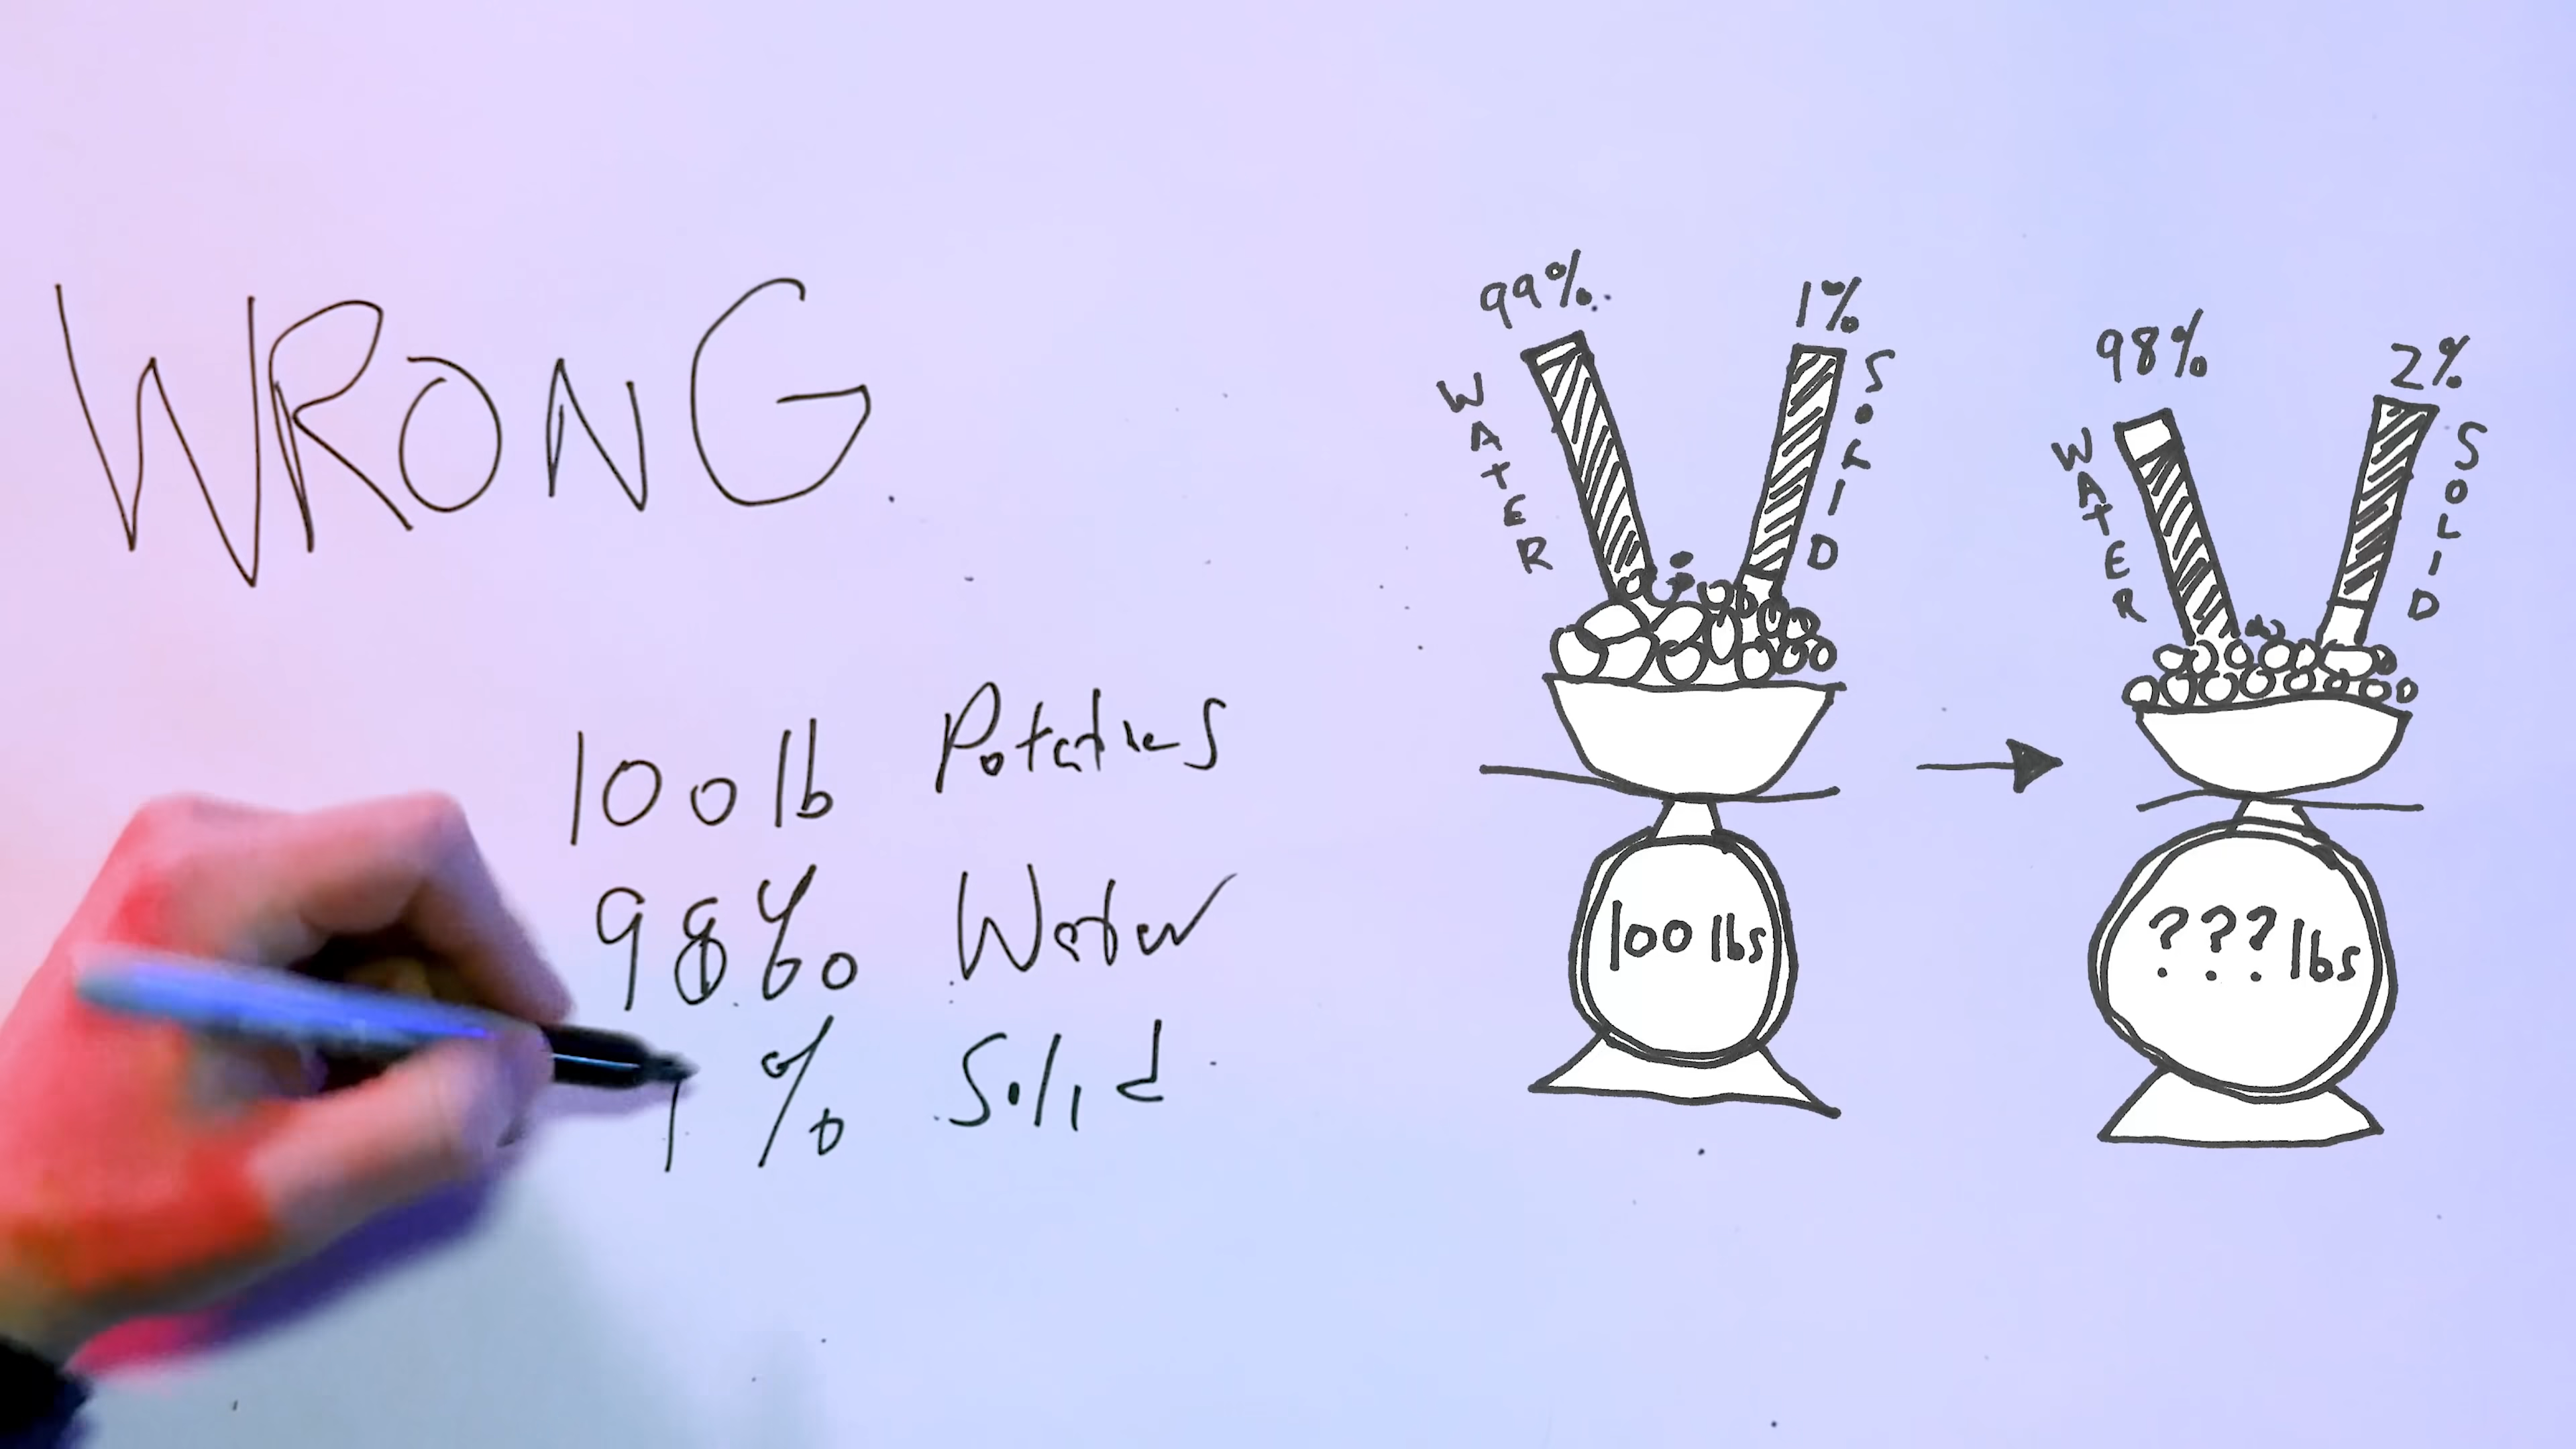 WRONG
100lb Potatoes
98% Water
1% Solid
99%
1%
WATER
SOLID
100 lbs
98%
2%
WATER
SOLID
??? lbs